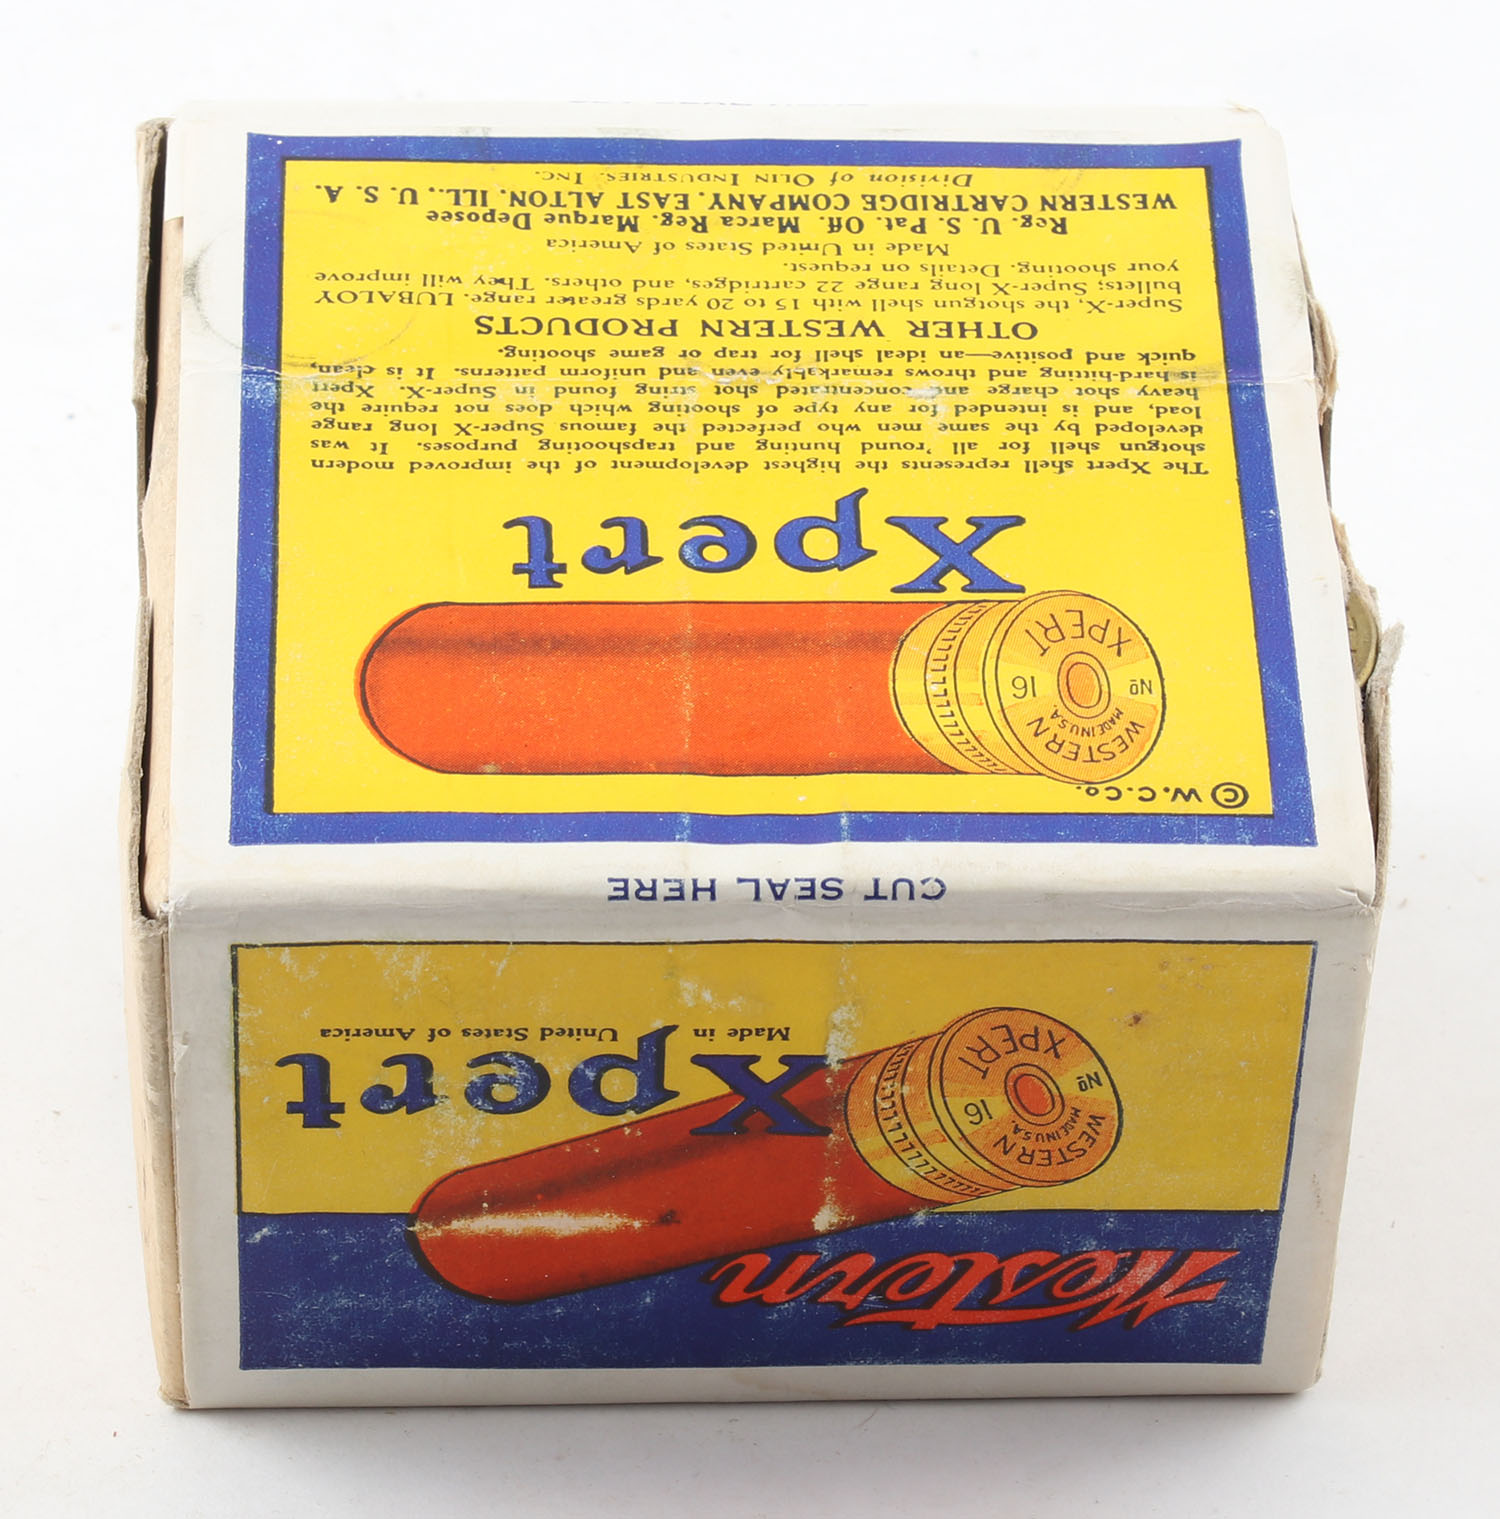 Western
WESTERN
MADE IN U.S.A.
No 16
XPERT
Xpert
Made in United States of America
CUT SEAL HERE
© W.C.Co.
WESTERN
MADE IN U.S.A.
No 16
XPERT
Xpert
The Xpert shell represents the highest development of the improved modern
shotgun shell for all 'round hunting and trapshooting purposes. It was
developed by the same men who perfected the famous Super-X long range
load, and is intended for any type of shooting which does not require the
heavy shot charge and concentrated shot string found in Super-X. Xpert
is hard-hitting and throws remarkably even and uniform patterns. It is clean,
quick and positive—an ideal shell for trap or game shooting.
OTHER WESTERN PRODUCTS
Super-X, the shotgun shell with 15 to 20 yards greater range. LUBALOY
bullets; Super-X long range 22 cartridges, and others. They will improve
your shooting. Details on request.
Made in United States of America
Reg. U. S. Pat. Off. Marca Reg. Marque Deposee
WESTERN CARTRIDGE COMPANY, EAST ALTON, ILL., U. S. A.
Division of OLIN INDUSTRIES, INC.